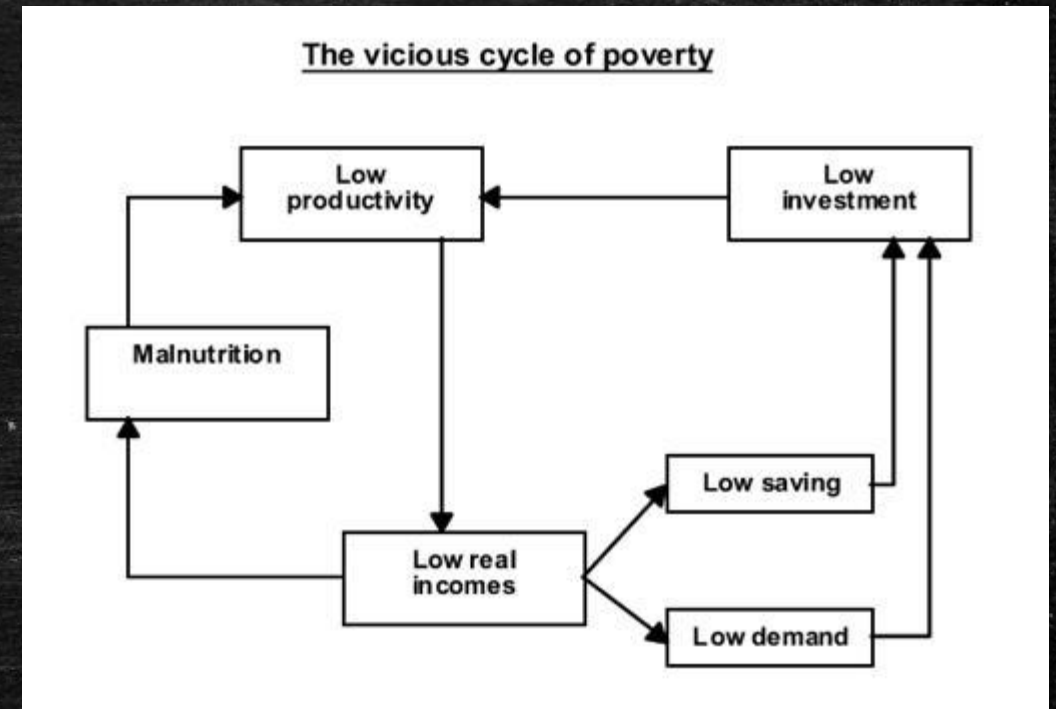 The vicious cycle of poverty
Low
productivity
Low
investment
Malnutrition
Low saving
Low real
incomes
Low demand